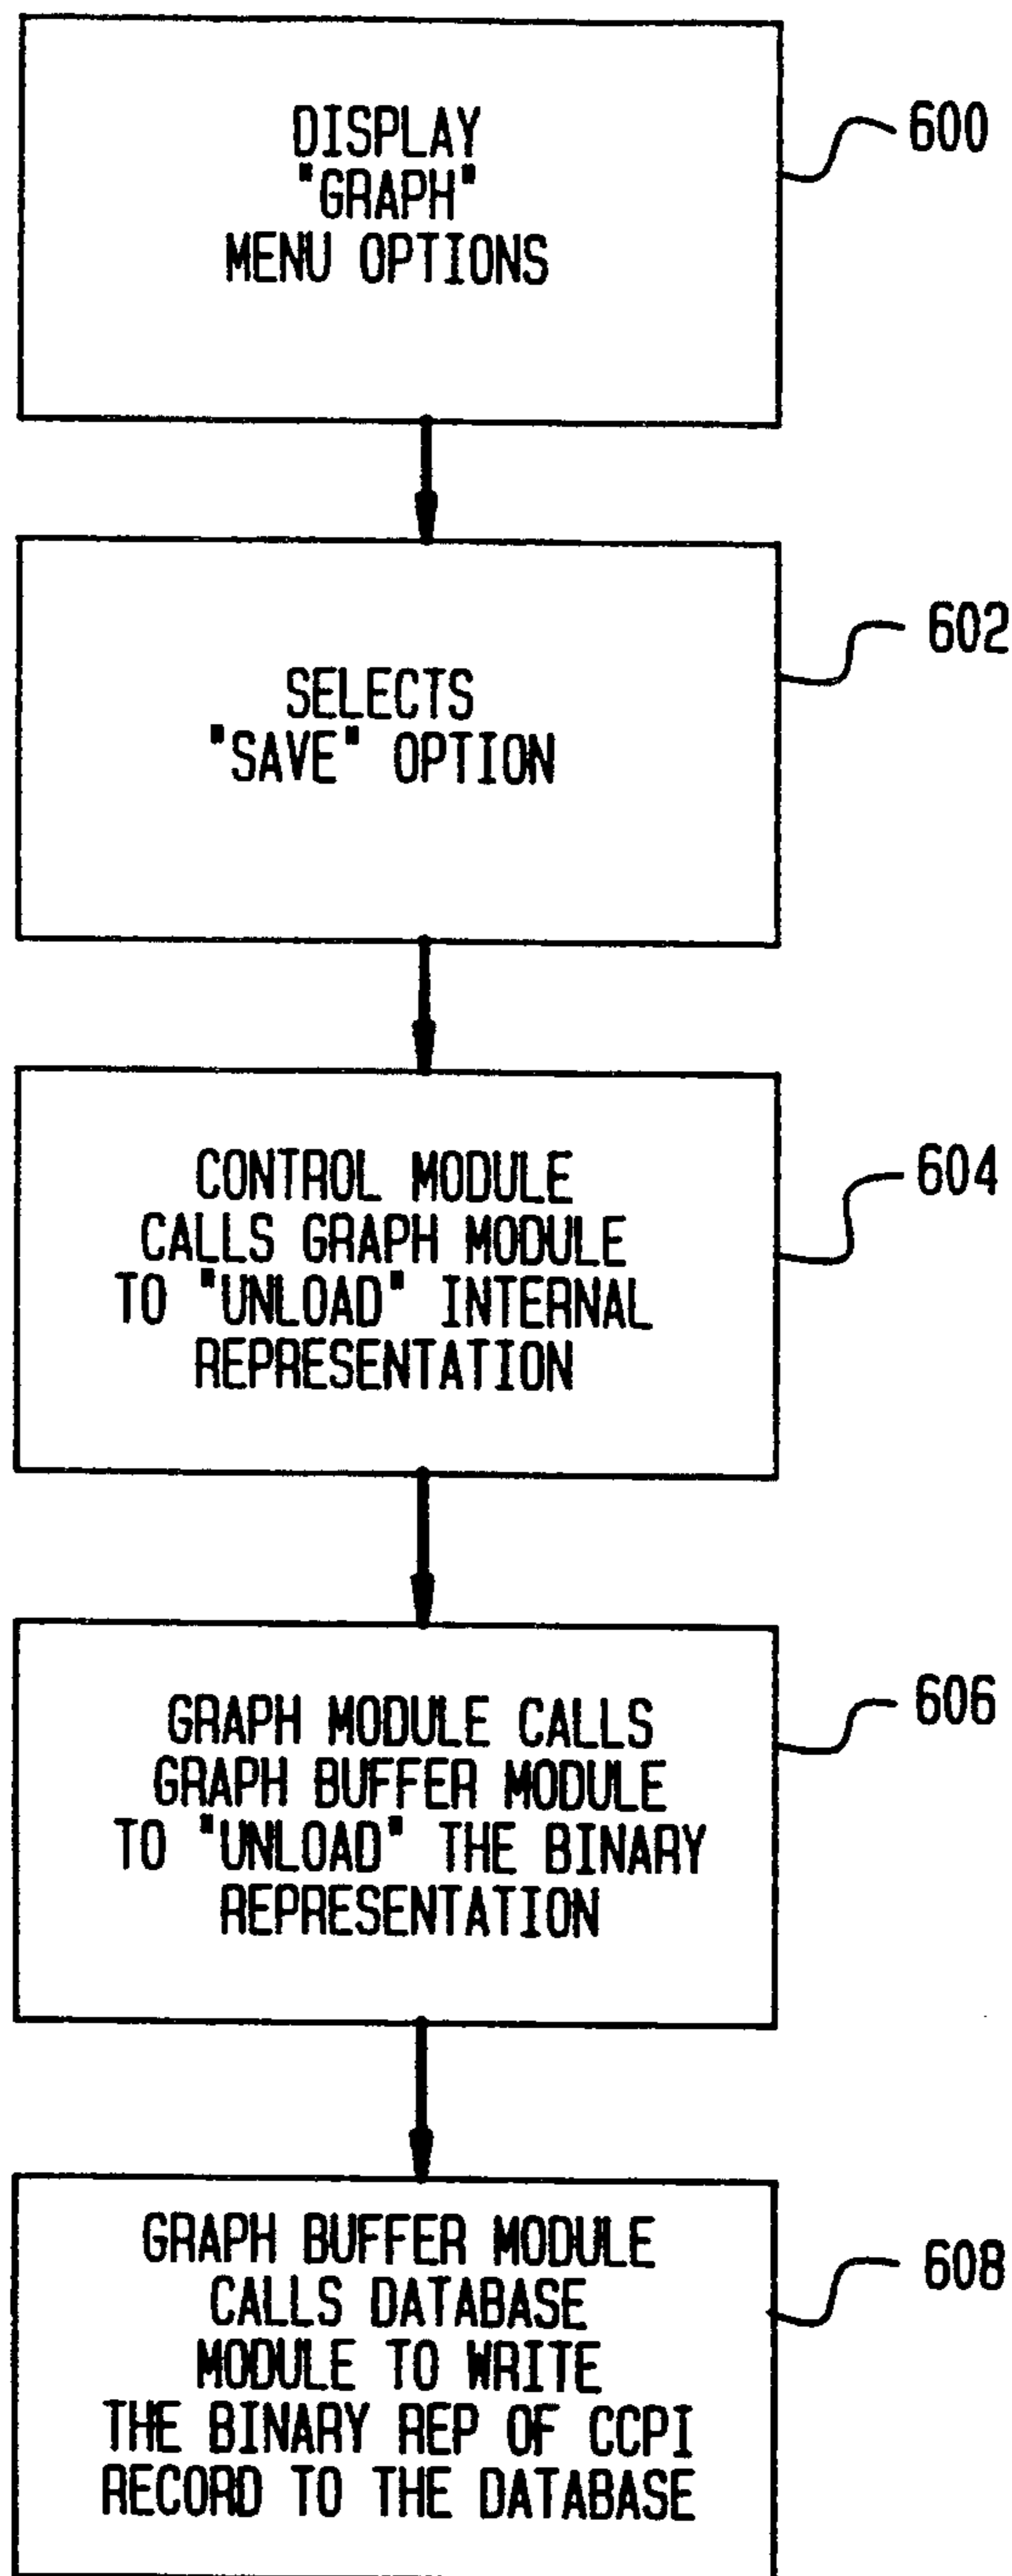 DISPLAY
"GRAPH"
MENU OPTIONS
600
SELECTS
"SAVE" OPTION
602
CONTROL MODULE
CALLS GRAPH MODULE
TO "UNLOAD" INTERNAL
REPRESENTATION
604
GRAPH MODULE CALLS
GRAPH BUFFER MODULE
TO "UNLOAD" THE BINARY
REPRESENTATION
606
GRAPH BUFFER MODULE
CALLS DATABASE
MODULE TO WRITE
THE BINARY REP OF CCPI
RECORD TO THE DATABASE
608